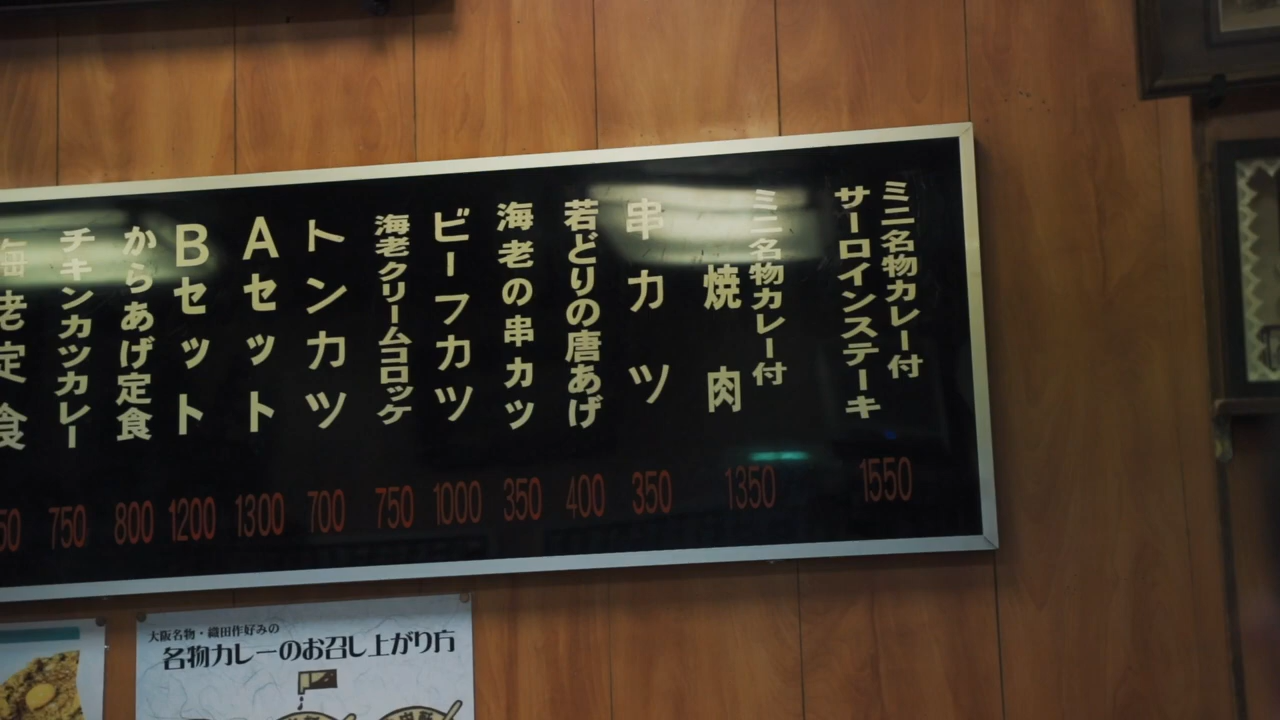 ミニ名物カレー付
サーロインステーキ
1550
ミニ名物カレー付
焼肉
1350
串カツ
350
若どりの唐あげ
400
海老の串カツ
350
ビーフカツ
1000
海老クリームコロッケ
750
トンカツ
700
Aセット
1300
Bセット
1200
からあげ定食
800
チキンカツカレー
750
海老定食
50
大阪名物・織田作好みの
名物カレーのお召し上がり方